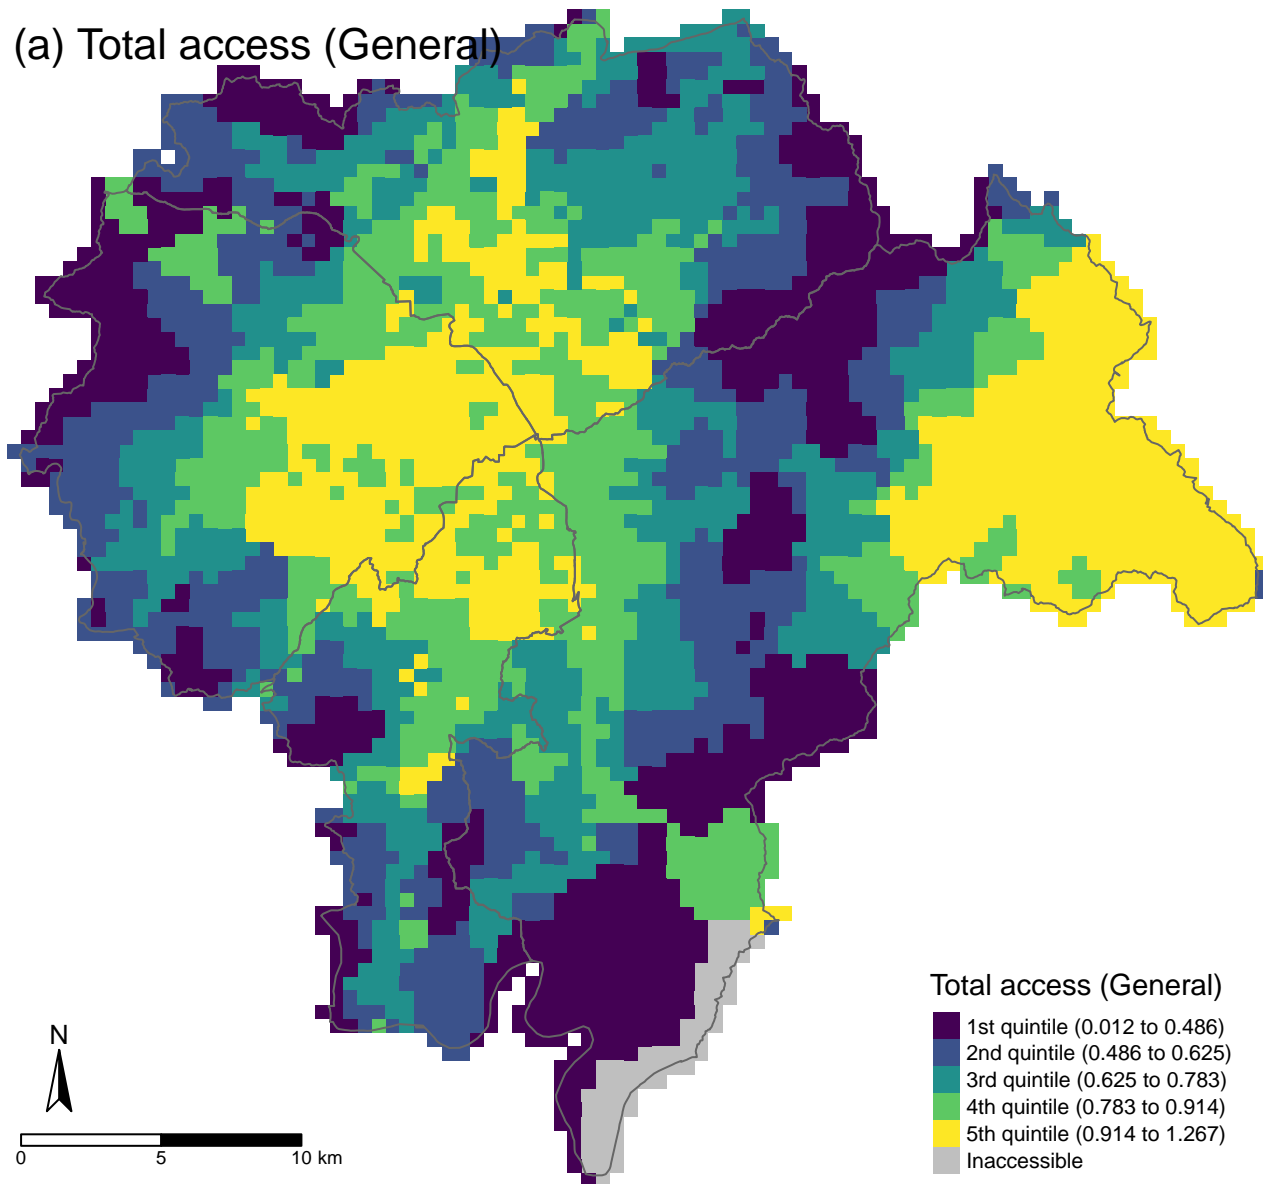 (a) Total access (General)
Total access (General)
1st quintile (0.012 to 0.486)
2nd quintile (0.486 to 0.625)
3rd quintile (0.625 to 0.783)
4th quintile (0.783 to 0.914)
5th quintile (0.914 to 1.267)
Inaccessible
N
0 5 10 km